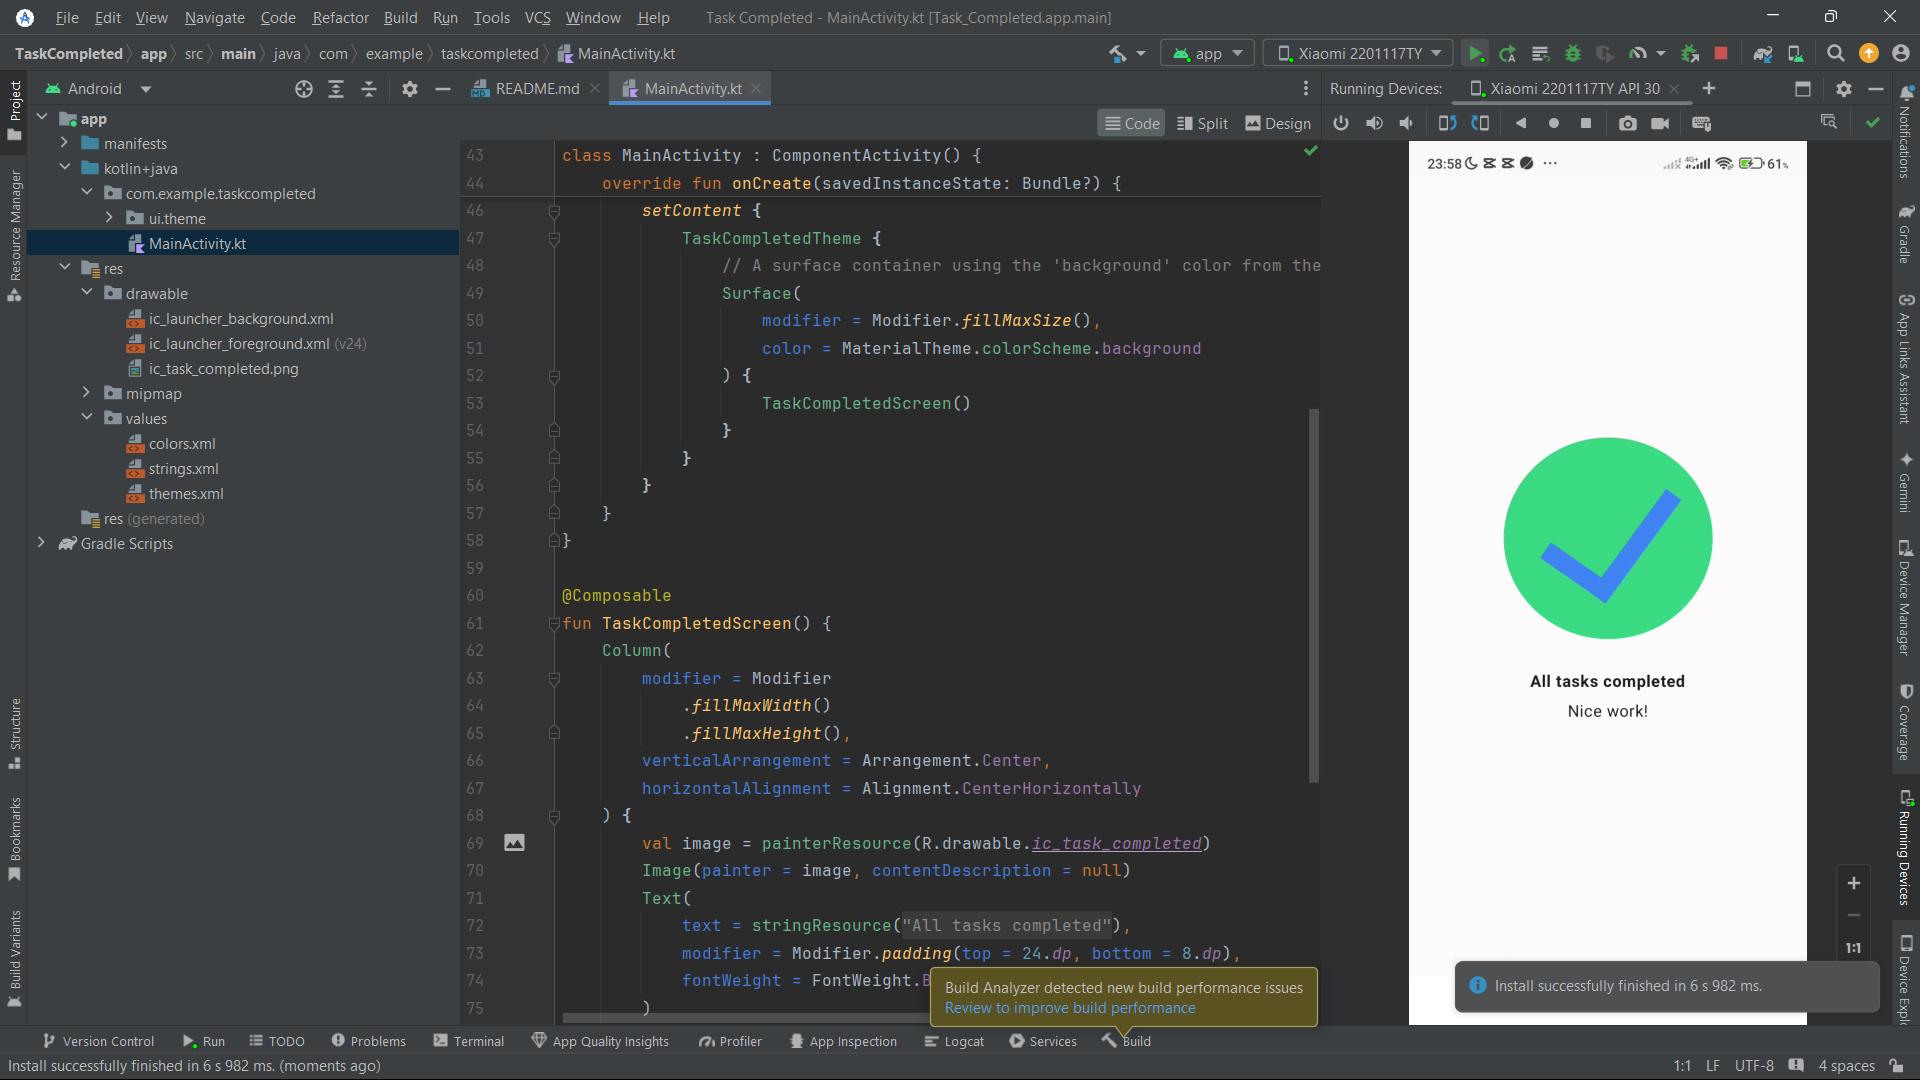 File Edit View Navigate Code Refactor Build Run Tools VCS Window Help Task Completed - MainActivity.kt [Task_Completed.app.main]
TaskCompleted app src main java com example taskcompleted MainActivity.kt app Xiaomi 2201117TY
Project
Android
README.md
MainActivity.kt
Running Devices: Xiaomi 2201117TY API 30
Code Split Design
app
manifests
kotlin+java
com.example.taskcompleted
ui.theme
MainActivity.kt
res
drawable
ic_launcher_background.xml
ic_launcher_foreground.xml (v24)
ic_task_completed.png
mipmap
values
colors.xml
strings.xml
themes.xml
res (generated)
Gradle Scripts
Resource Manager
Structure
Bookmarks
Build Variants
43 class MainActivity : ComponentActivity() {
44 override fun onCreate(savedInstanceState: Bundle?) {
46 setContent {
47 TaskCompletedTheme {
48 // A surface container using the 'background' color from the
49 Surface(
50 modifier = Modifier.fillMaxSize(),
51 color = MaterialTheme.colorScheme.background
52 ) {
53 TaskCompletedScreen()
54 }
55 }
56 }
57 }
58 }
59
60 @Composable
61 fun TaskCompletedScreen() {
62 Column(
63 modifier = Modifier
64 .fillMaxWidth()
65 .fillMaxHeight(),
66 verticalArrangement = Arrangement.Center,
67 horizontalAlignment = Alignment.CenterHorizontally
68 ) {
69 val image = painterResource(R.drawable.ic_task_completed)
70 Image(painter = image, contentDescription = null)
71 Text(
72 text = stringResource("All tasks completed"),
73 modifier = Modifier.padding(top = 24.dp, bottom = 8.dp),
74 fontWeight = FontWeight.B
75 )
Build Analyzer detected new build performance issues
Review to improve build performance
23:58 ··· 4G+ 61%
All tasks completed
Nice work!
1:1
Install successfully finished in 6 s 982 ms.
Notifications
Gradle
App Links Assistant
Gemini
Device Manager
Coverage
Running Devices
Device Explo
Version Control Run TODO Problems Terminal App Quality Insights Profiler App Inspection Logcat Services Build
Install successfully finished in 6 s 982 ms. (moments ago) 1:1 LF UTF-8 4 spaces